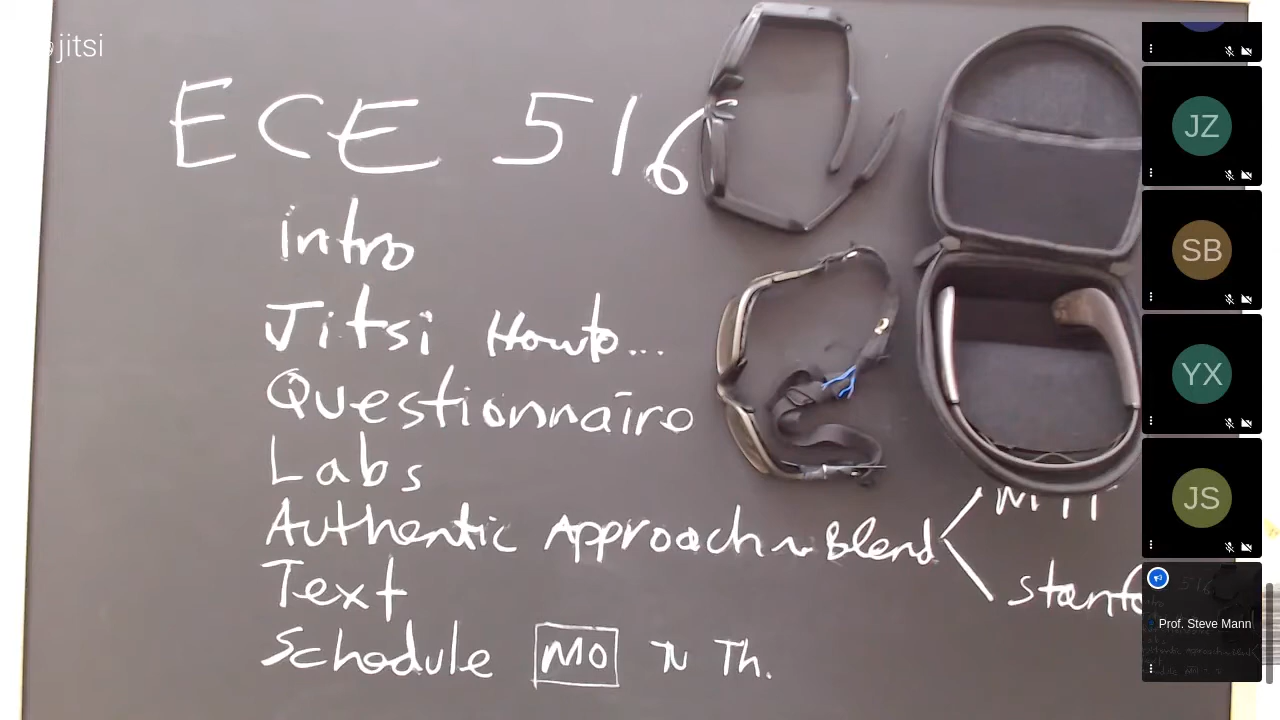 jitsi
ECE 516
intro
Jitsi Howto...
Questionnaire
Labs
Authentic Approach ~ Blend
MIT
Stanfo
Text
Schedule MO Tu Th.
JZ
SB
YX
JS
Prof. Steve Mann